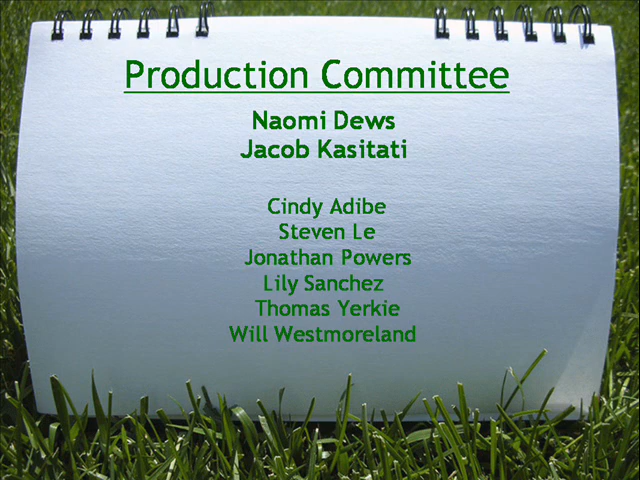 Production Committee
Naomi Dews
Jacob Kasitati
Cindy Adibe
Steven Le
Jonathan Powers
Lily Sanchez
Thomas Yerkie
Will Westmoreland